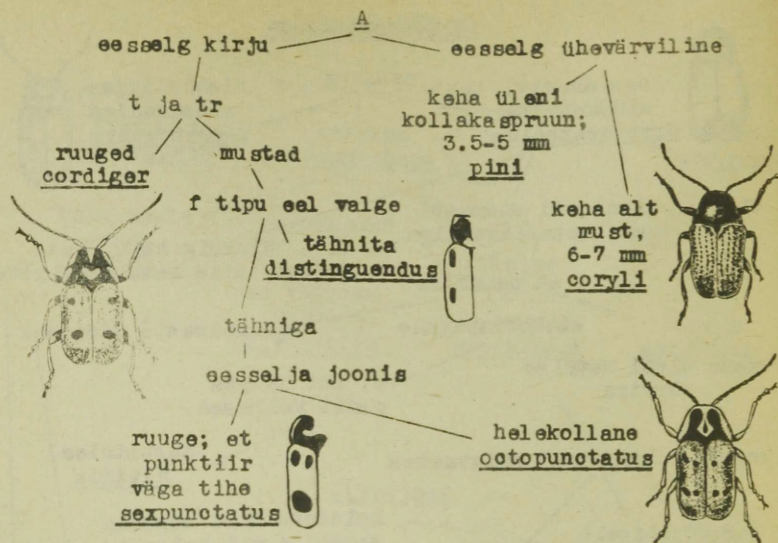 A
eesselg kirju
eesselg ühevärviline
t ja tr
keha üleni
kollakaspruun;
3.5-5 mm
pini
ruuged
cordiger
mustad
f tipu eel valge
tähnita
distinguendus
keha alt
must,
6-7 mm
coryli
tähniga
eesselja joonis
ruuge; et
punktiir
väga tihe
sexpunctatus
helekollane
octopunctatus